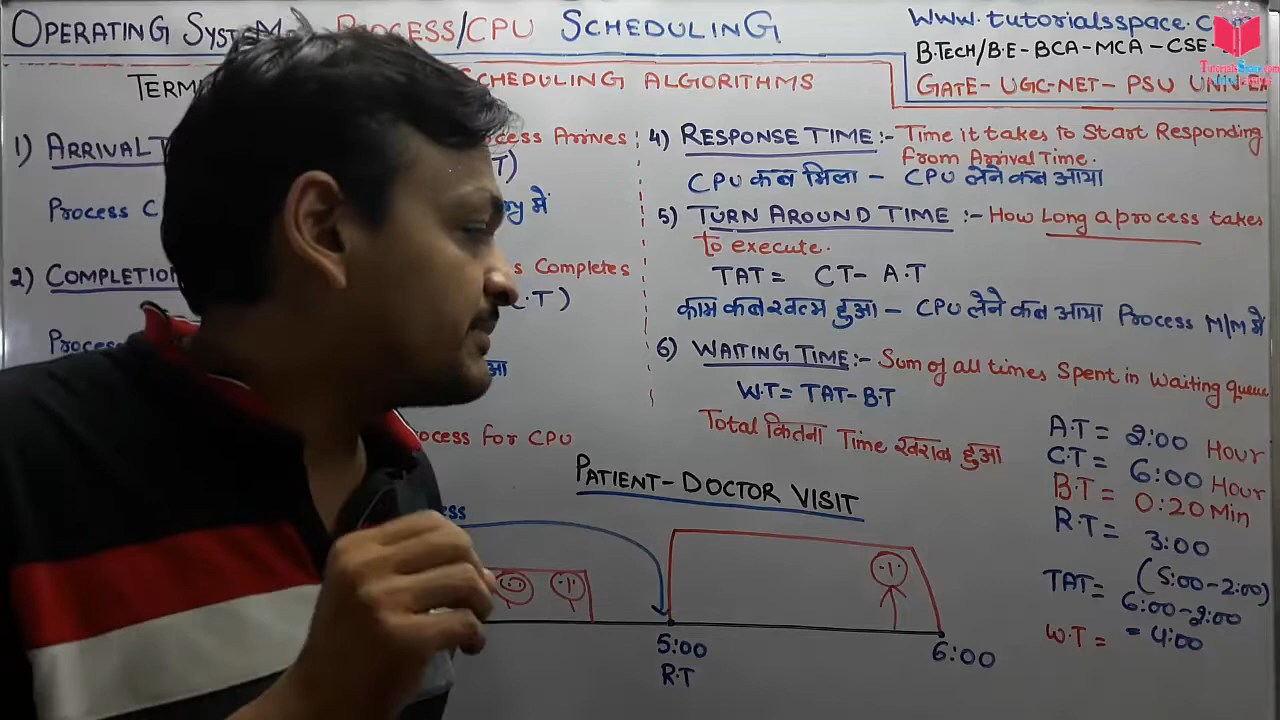 OPERATING SYSTEM PROCESS/CPU SCHEDULING
WWW.tutorialsspace.C
B.TECH/B.E-BCA-MCA-CSE-
GATE- UGC-NET- PSU
TutorialsSpace.com
SCHEDULING ALGORITHMS
1) ARRIVAL
Arrives
Process
में
2) COMPLETION
Completes
Process
Process for CPU
4) RESPONSE TIME :- Time it takes to Start Responding
From Arrival Time.
CPU कब मिला - CPU लेने कब आया
5) TURN AROUND TIME :- How Long a process takes
to execute.
TAT = CT- A.T
काम कब खत्म हुआ - CPU लेने कब आया Process M/M में
6) WAITING TIME :- Sum of all times Spent in Waiting queue
W.T = TAT-B.T
Total कितना Time खराब हुआ
A.T = 2:00 Hour
C.T = 6:00 Hour
B.T = 0:20 Min
R.T = 3:00
(5:00-2:00)
TAT = 6:00-2:00
= 4:00
W.T =
PATIENT-DOCTOR VISIT
5:00
R.T
6:00